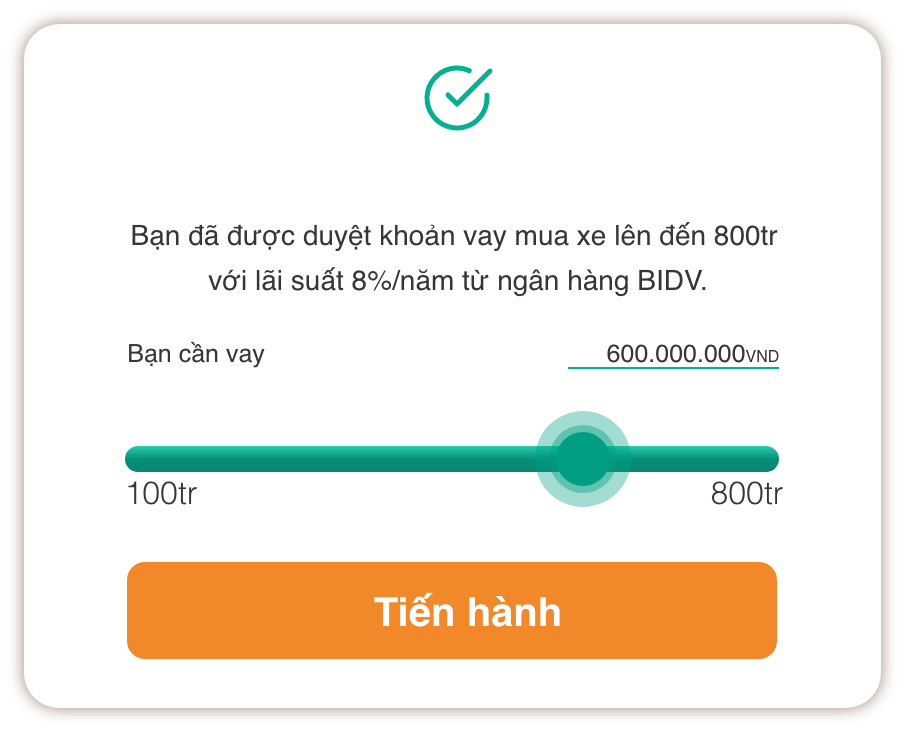 Bạn đã được duyệt khoản vay mua xe lên đến 800tr
với lãi suất 8%/năm từ ngân hàng BIDV.
Bạn cần vay 600.000.000VND
100tr 800tr
Tiến hành